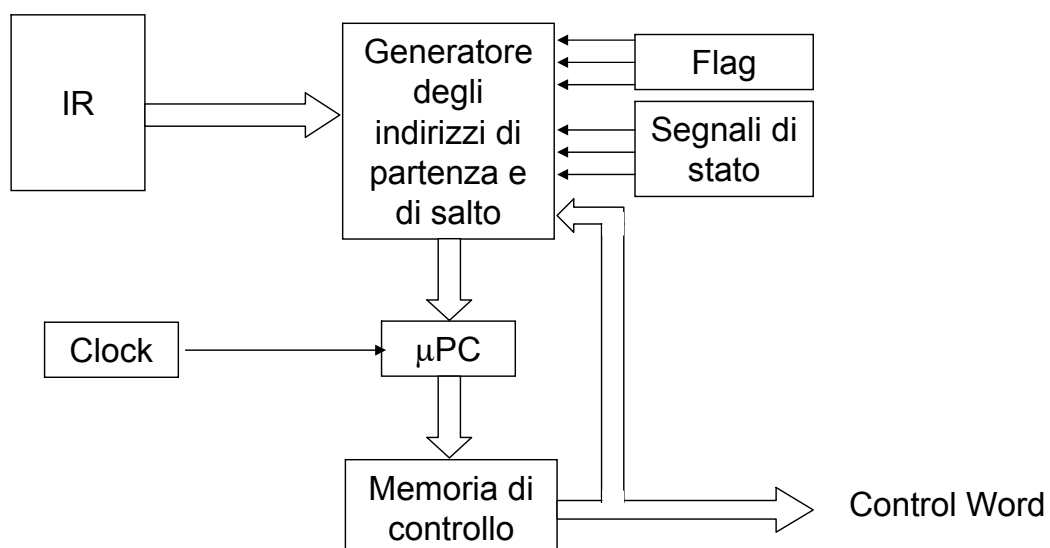 IR
Generatore
degli
indirizzi di
partenza e
di salto
Flag
Segnali di
stato
Clock
μPC
Memoria di
controllo
Control Word